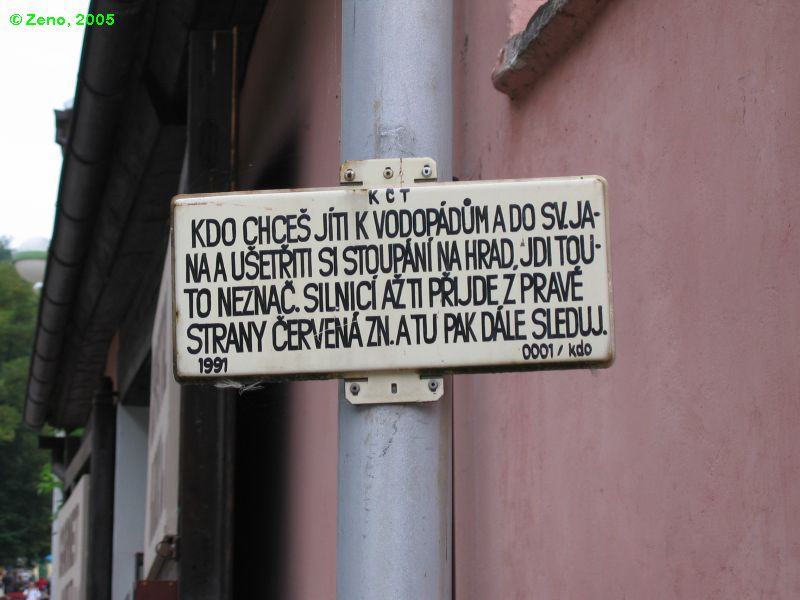 © Zeno, 2005
KČT
KDO CHCEŠ JÍTI K VODOPÁDŮM A DO SV. JA-
NA A UŠETŘITI SI STOUPÁNÍ NA HRAD, JDI TOU-
TO NEZNAČ. SILNICÍ AŽ TI PŘIJDE Z PRAVÉ
STRANY ČERVENÁ ZN. A TU PAK DÁLE SLEDUJ.
1991 0001 / kdo